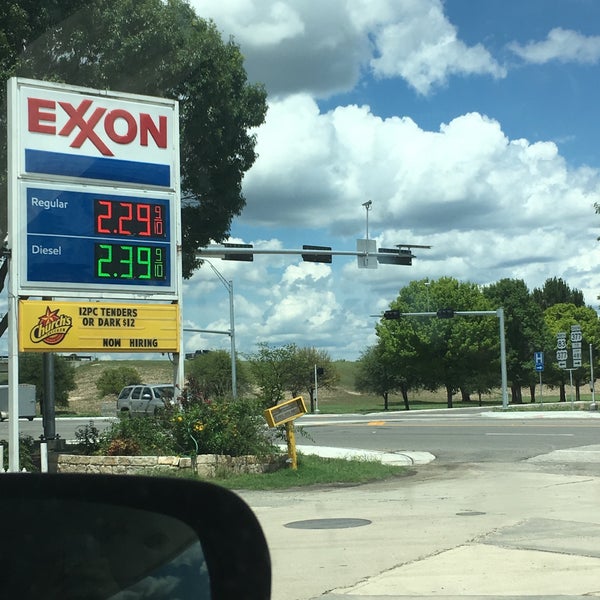 EXXON
Regular 2.29 9/10
Diesel 2.39 9/10
Church's
12PC TENDERS
OR DARK $12
NOW HIRING
H